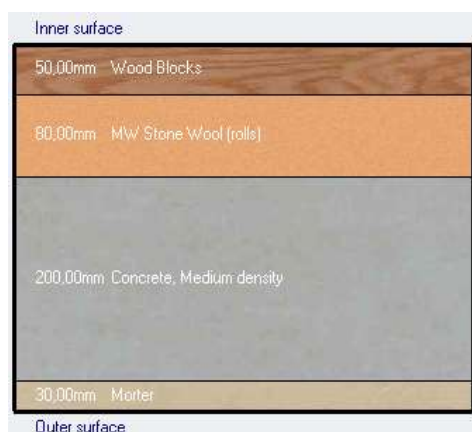 Inner surface
50,00mm Wood Blocks
80,00mm MW Stone Wool (rolls)
200,00mm Concrete, Medium density
30,00mm Morter
Outer surface